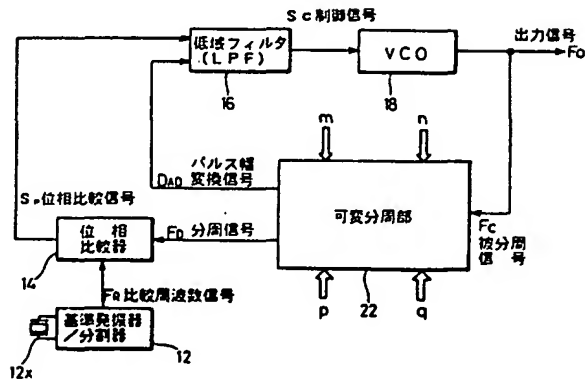 Sc制御信号
低域フィルタ
(LPF)
16
VCO
18
出力信号
Fo
m
n
パルス幅
DAD 変換信号
可変分周部
Fc
被分周
信号
SP位相比較信号
位相
比較器
14
FD 分周信号
FR比較周波数信号
p
22
q
基準発振器
/分割器
12x
12